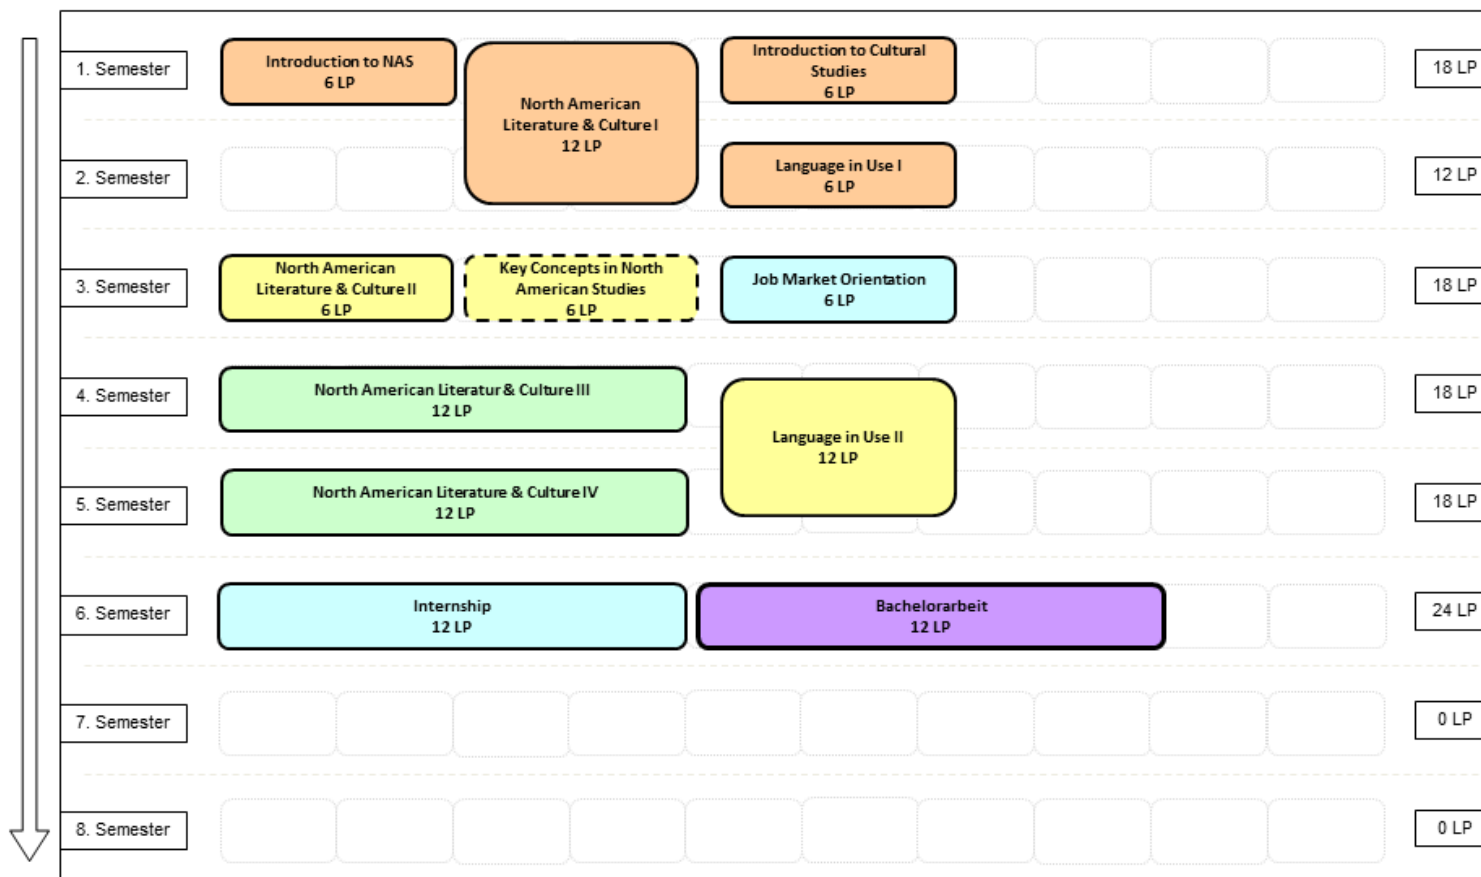 1. Semester
Introduction to NAS
6 LP
North American
Literature & Culture I
12 LP
Introduction to Cultural
Studies
6 LP
18 LP
2. Semester
Language in Use I
6 LP
12 LP
3. Semester
North American
Literature & Culture II
6 LP
Key Concepts in North
American Studies
6 LP
Job Market Orientation
6 LP
18 LP
4. Semester
North American Literatur & Culture III
12 LP
Language in Use II
12 LP
18 LP
5. Semester
North American Literature & Culture IV
12 LP
18 LP
6. Semester
Internship
12 LP
Bachelorarbeit
12 LP
24 LP
7. Semester
0 LP
8. Semester
0 LP